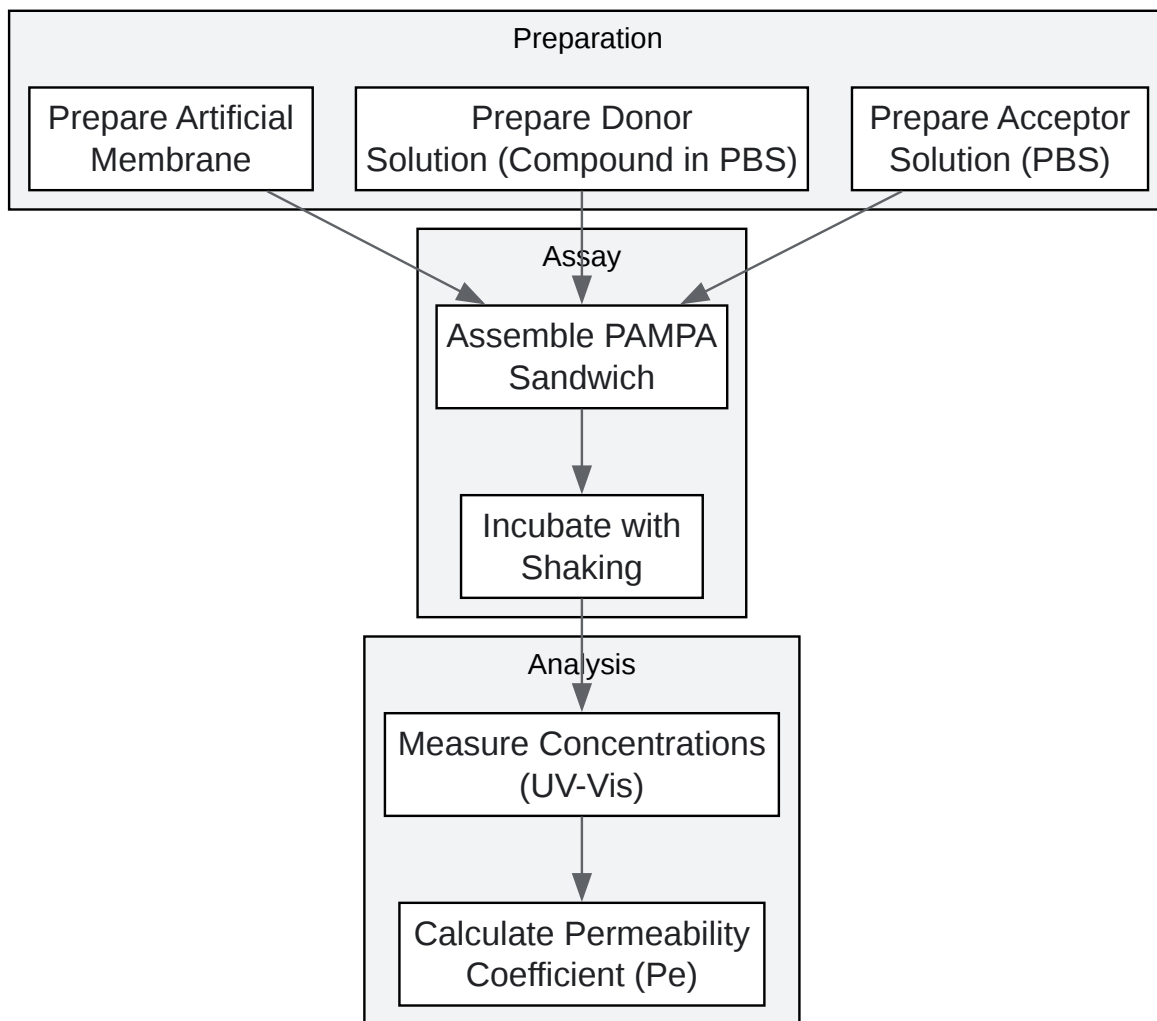 Preparation
Prepare Artificial
Membrane
Prepare Donor
Solution (Compound in PBS)
Prepare Acceptor
Solution (PBS)
Assay
Assemble PAMPA
Sandwich
Incubate with
Shaking
Analysis
Measure Concentrations
(UV-Vis)
Calculate Permeability
Coefficient (Pe)